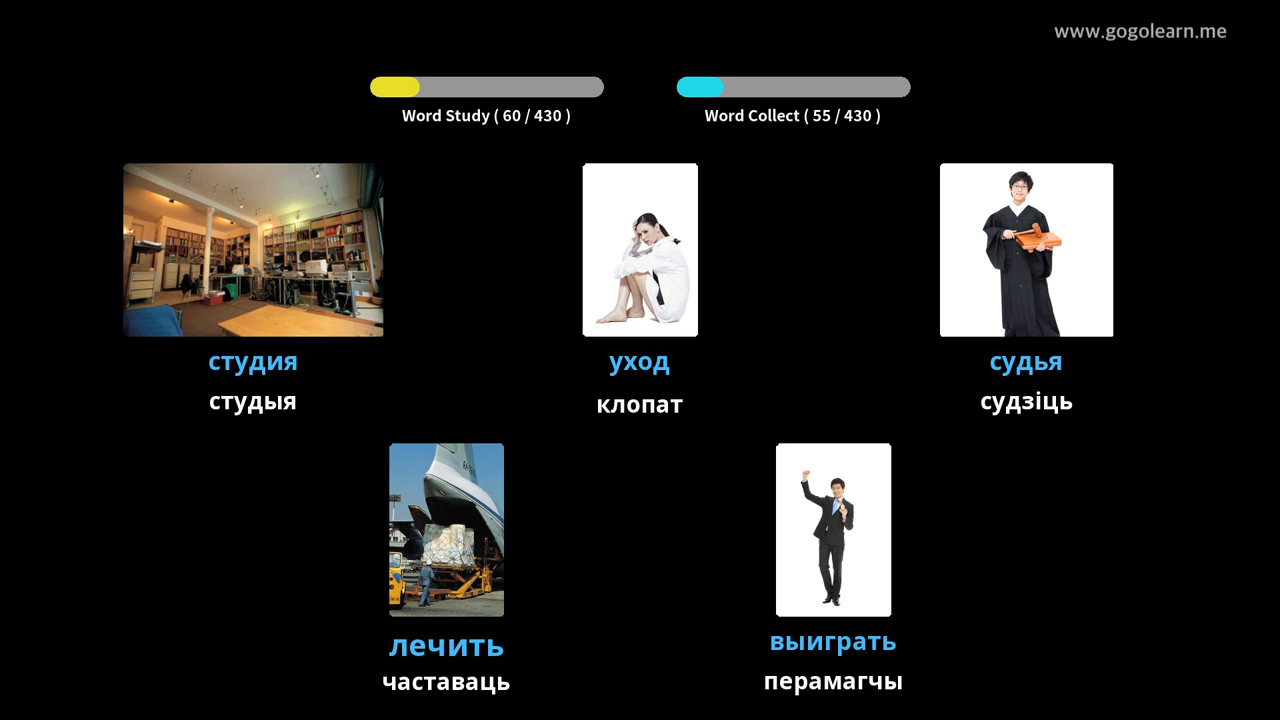 www.gogolearn.me
Word Study ( 60 / 430 )
Word Collect ( 55 / 430 )
студия
уход
судья
студыя
клопат
судзіць
лечить
выиграть
частаваць
перамагчы